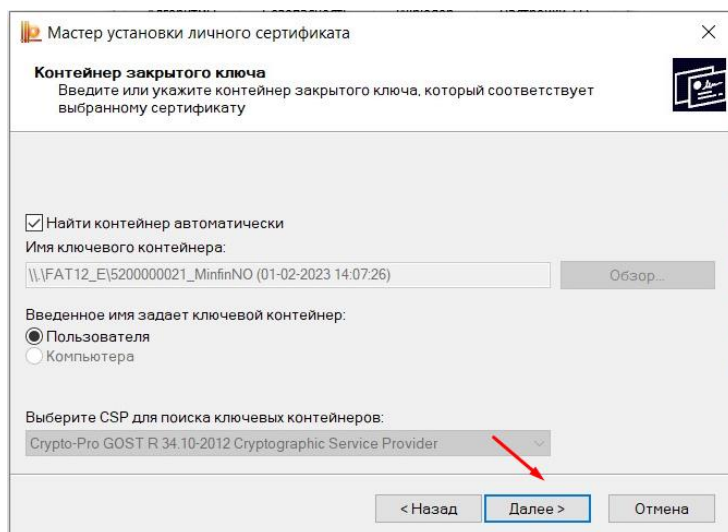 Мастер установки личного сертификата
Контейнер закрытого ключа
Введите или укажите контейнер закрытого ключа, который соответствует
выбранному сертификату
Найти контейнер автоматически
Имя ключевого контейнера:
\\.\FAT12_E\5200000021_MinfinNO (01-02-2023 14:07:26)
Обзор...
Введенное имя задает ключевой контейнер:
Пользователя
Компьютера
Выберите CSP для поиска ключевых контейнеров:
Crypto-Pro GOST R 34.10-2012 Cryptographic Service Provider
< Назад
Далее >
Отмена